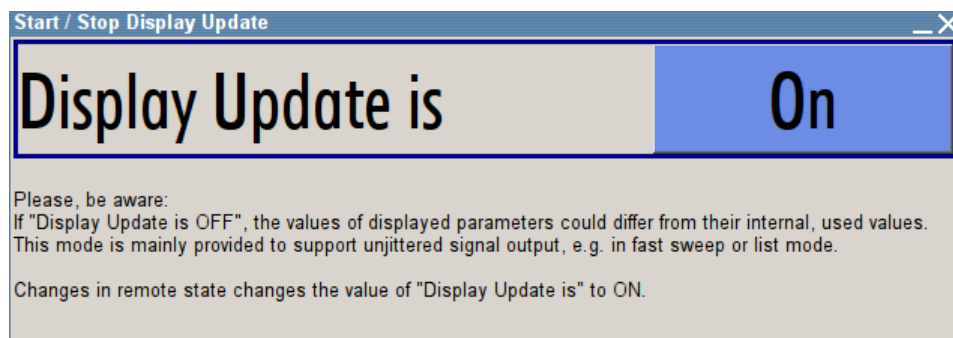 Start / Stop Display Update
Display Update is On
Please, be aware:
If "Display Update is OFF", the values of displayed parameters could differ from their internal, used values.
This mode is mainly provided to support unjittered signal output, e.g. in fast sweep or list mode.
Changes in remote state changes the value of "Display Update is" to ON.